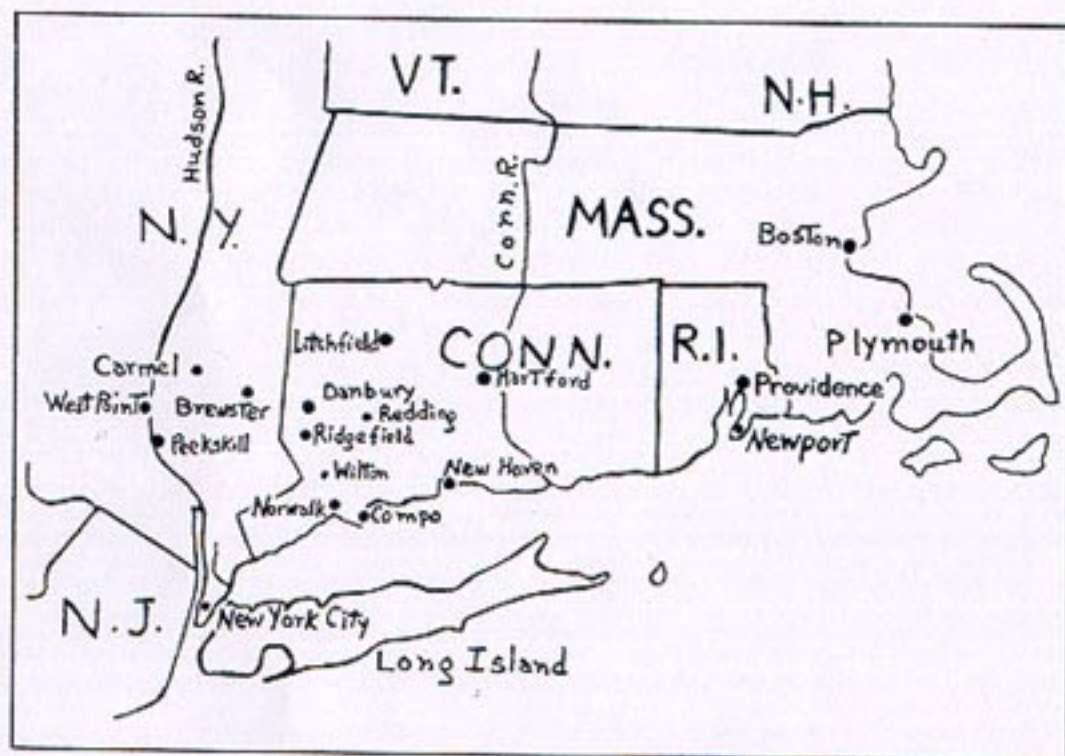 VT.
N.H.
Hudson R.
N.Y.
Conn. R.
MASS.
Boston
Plymouth
Litchfield
CONN.
R.I.
Hartford
Providence
Newport
Carmel
West Point
Brewster
Peekskill
Danbury
Redding
Ridgefield
Wilton
New Haven
Norwalk
Compo
N.J.
New York City
Long Island